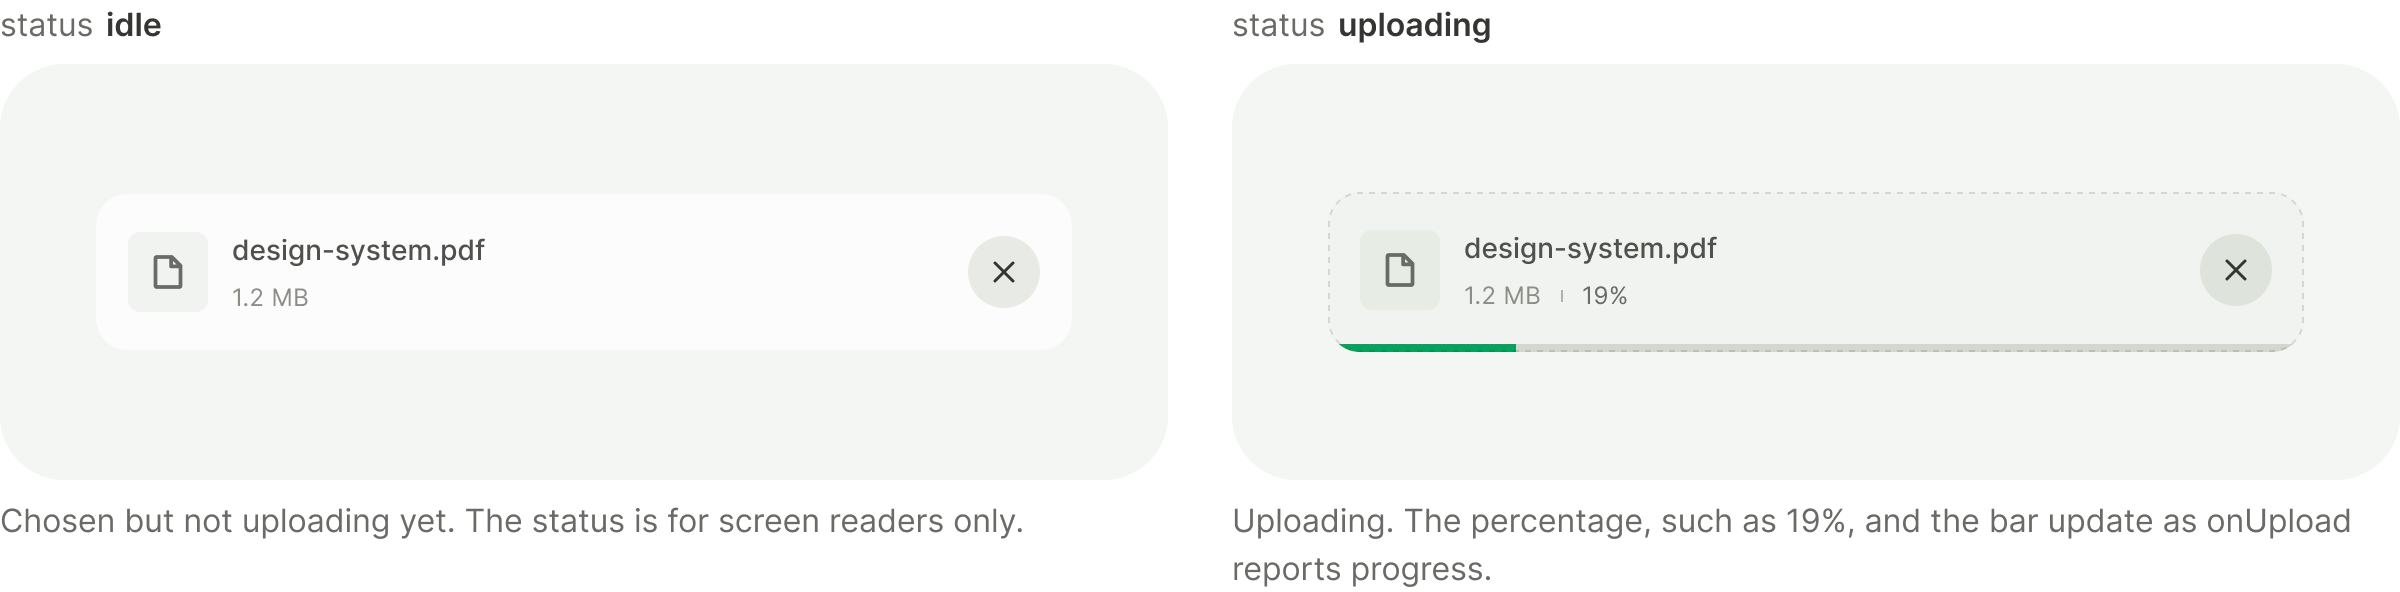 status idle
design-system.pdf
1.2 MB
Chosen but not uploading yet. The status is for screen readers only.
status uploading
design-system.pdf
1.2 MB | 19%
Uploading. The percentage, such as 19%, and the bar update as onUpload
reports progress.